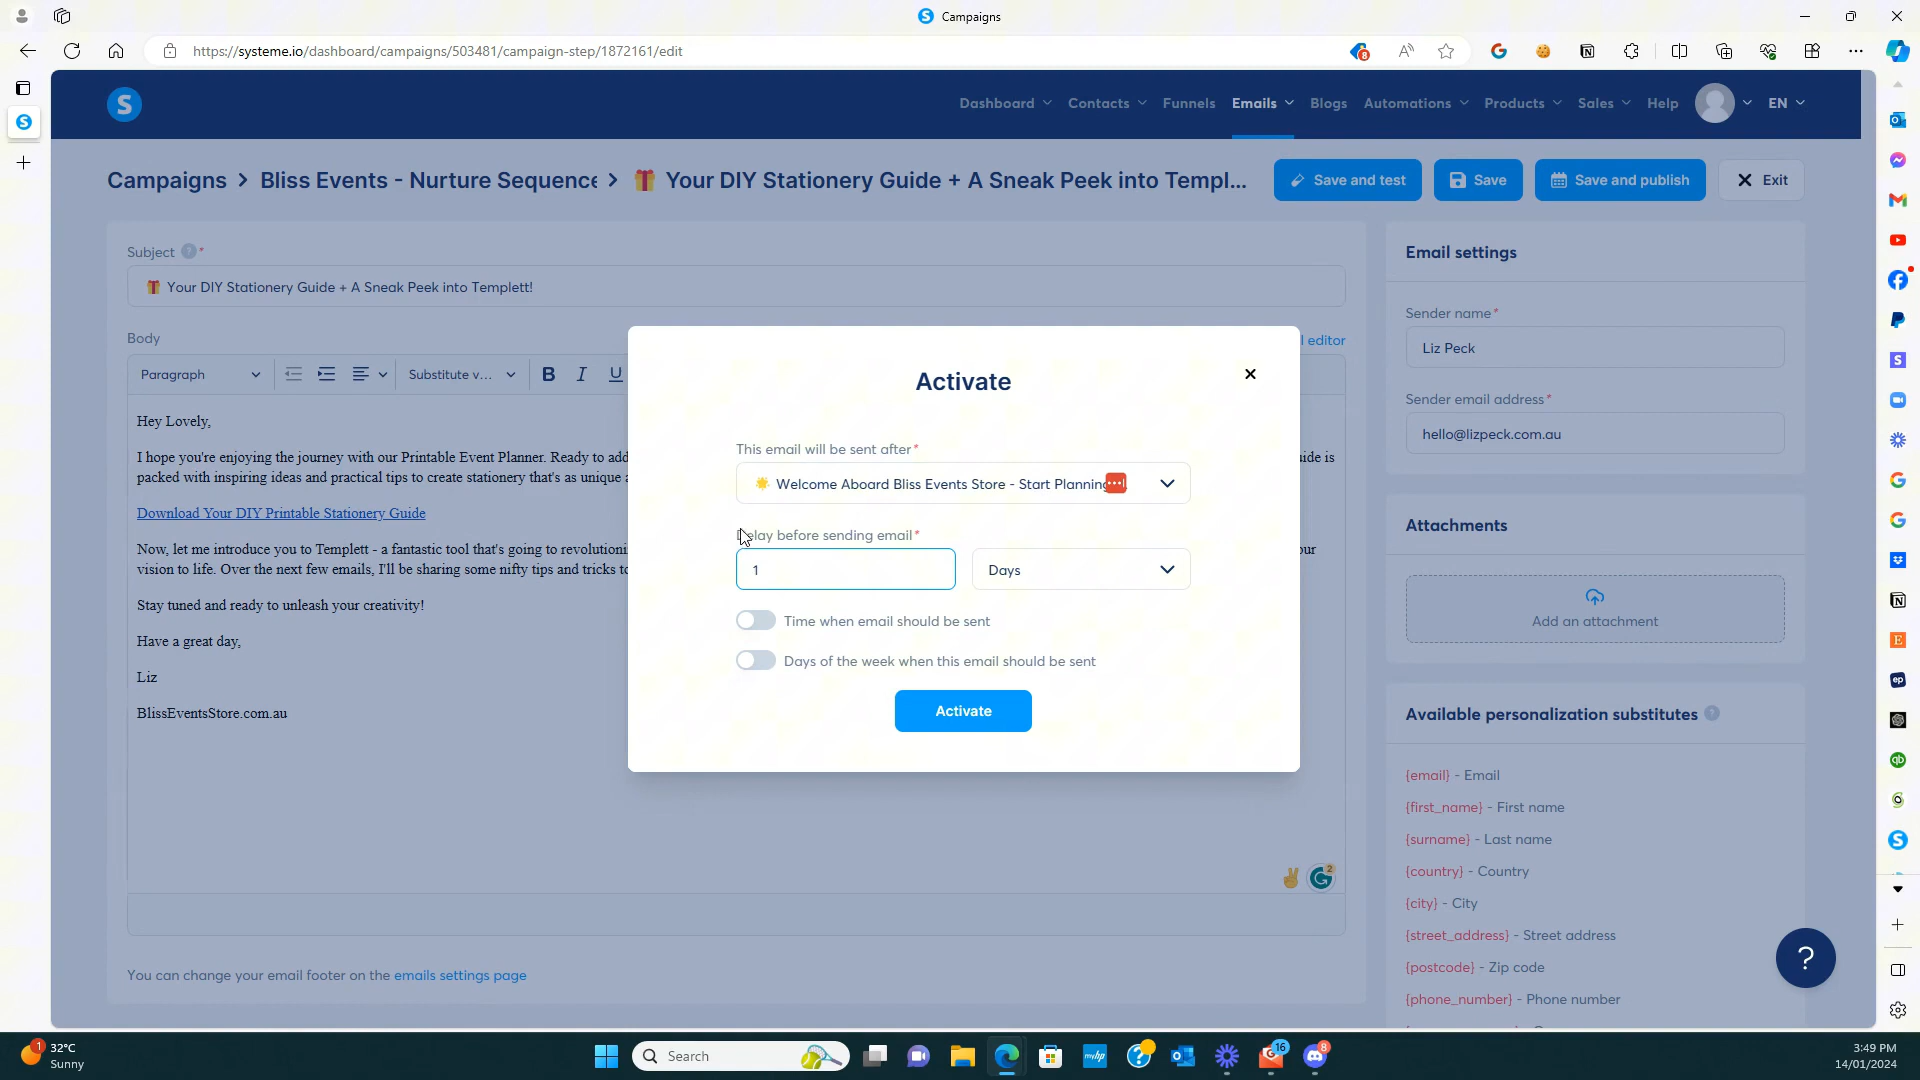 Campaigns
https://systeme.io/dashboard/campaigns/503481/campaign-step/1872161/edit
8
S
Dashboard Contacts Funnels Emails Blogs Automations Products Sales Help EN
Campaigns > Bliss Events - Nurture Sequence > 🎁 Your DIY Stationery Guide + A Sneak Peek into Templ...
Save and test Save Save and publish Exit
Subject ? *
🎁 Your DIY Stationery Guide + A Sneak Peek into Templett!
Body
l editor
Paragraph Substitute v... B I U
Hey Lovely,
I hope you're enjoying the journey with our Printable Event Planner. Ready to add
ide is
packed with inspiring ideas and practical tips to create stationery that's as unique a
Download Your DIY Printable Stationery Guide
Now, let me introduce you to Templett - a fantastic tool that's going to revolutioni
our
vision to life. Over the next few emails, I'll be sharing some nifty tips and tricks to
Stay tuned and ready to unleash your creativity!
Have a great day,
Liz
BlissEventsStore.com.au
2
You can change your email footer on the emails settings page
Activate
This email will be sent after *
🌟 Welcome Aboard Bliss Events Store - Start Planning
Delay before sending email *
1 Days
Time when email should be sent
Days of the week when this email should be sent
Activate
Email settings
Sender name *
Liz Peck
Sender email address *
hello@lizpeck.com.au
Attachments
Add an attachment
Available personalization substitutes ?
{email} - Email
{first_name} - First name
{surname} - Last name
{country} - Country
{city} - City
{street_address} - Street address
{postcode} - Zip code
{phone_number} - Phone number
?
1
32°C
Sunny
Search
myhp
16
8
3:49 PM
14/01/2024